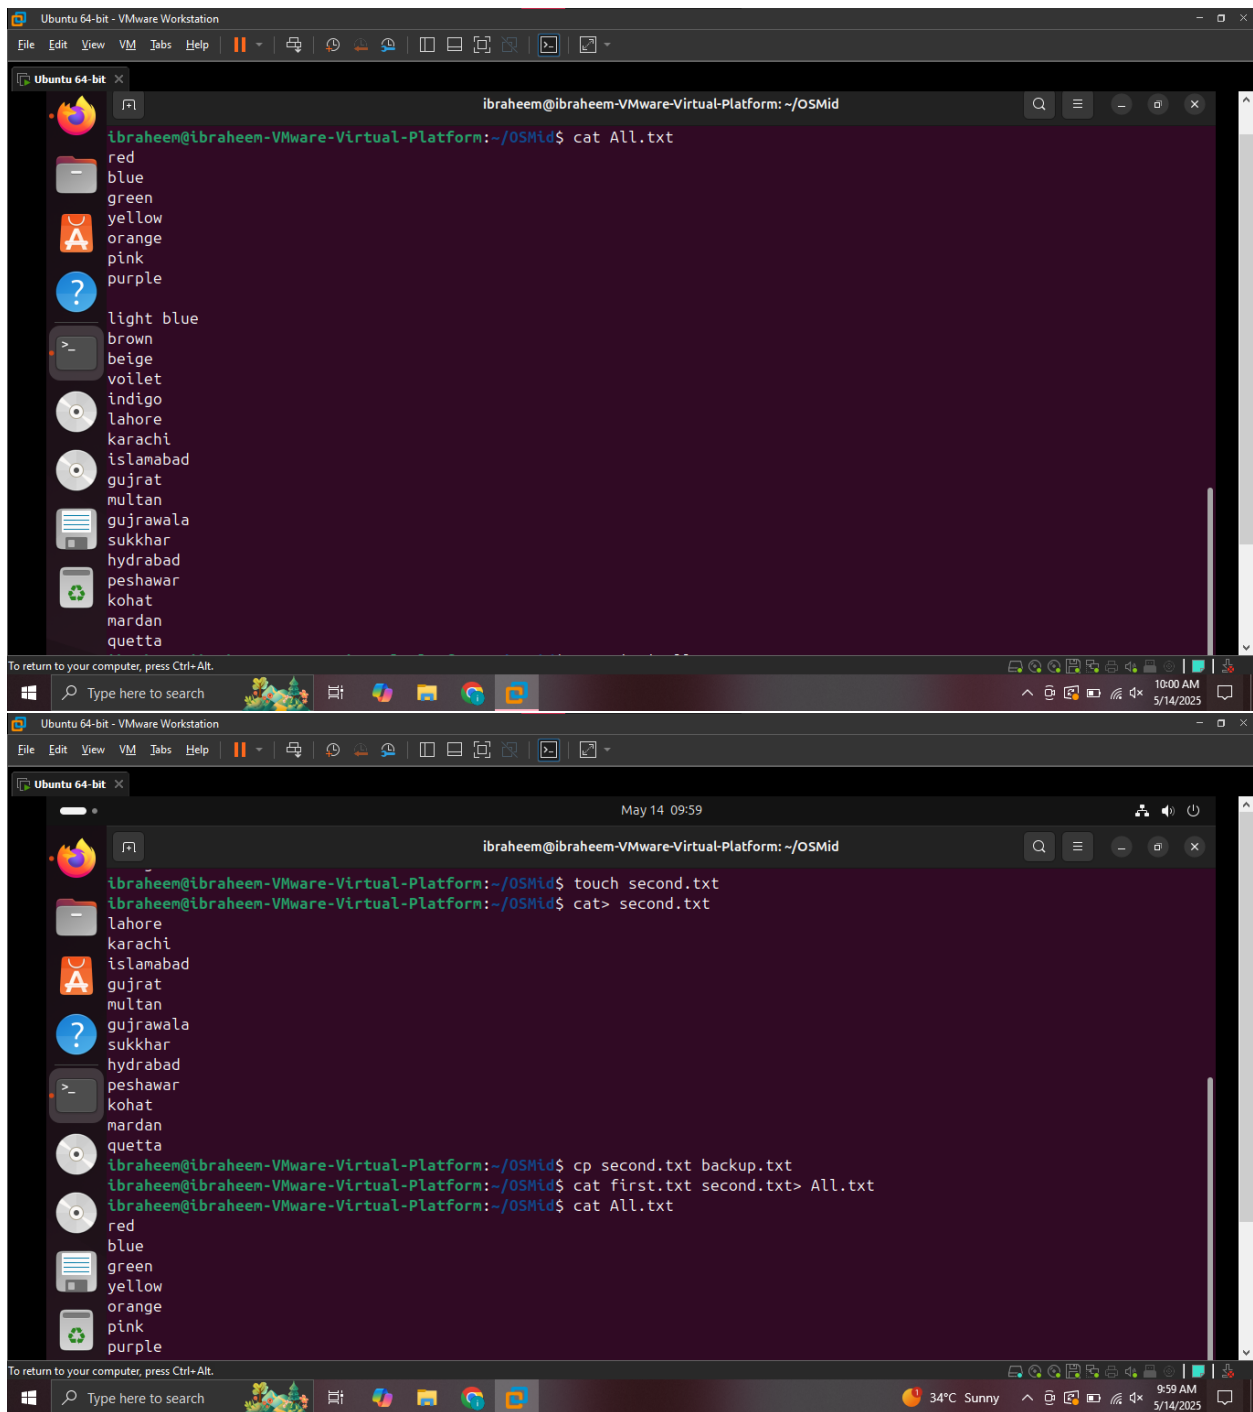 Ubuntu 64-bit - VMware Workstation
File Edit View VM Tabs Help
Ubuntu 64-bit
ibraheem@ibraheem-VMware-Virtual-Platform: ~/OSMid
ibraheem@ibraheem-VMware-Virtual-Platform:~/OSMid$ cat All.txt
red
blue
green
yellow
orange
pink
purple
light blue
brown
beige
voilet
indigo
lahore
karachi
islamabad
gujrat
multan
gujrawala
sukkhar
hydrabad
peshawar
kohat
mardan
quetta
To return to your computer, press Ctrl+Alt.
Type here to search
10:00 AM
5/14/2025
Ubuntu 64-bit - VMware Workstation
File Edit View VM Tabs Help
Ubuntu 64-bit
May 14 09:59
ibraheem@ibraheem-VMware-Virtual-Platform: ~/OSMid
ibraheem@ibraheem-VMware-Virtual-Platform:~/OSMid$ touch second.txt
ibraheem@ibraheem-VMware-Virtual-Platform:~/OSMid$ cat> second.txt
lahore
karachi
islamabad
gujrat
multan
gujrawala
sukkhar
hydrabad
peshawar
kohat
mardan
quetta
ibraheem@ibraheem-VMware-Virtual-Platform:~/OSMid$ cp second.txt backup.txt
ibraheem@ibraheem-VMware-Virtual-Platform:~/OSMid$ cat first.txt second.txt> All.txt
ibraheem@ibraheem-VMware-Virtual-Platform:~/OSMid$ cat All.txt
red
blue
green
yellow
orange
pink
purple
To return to your computer, press Ctrl+Alt.
Type here to search
1
34°C Sunny
9:59 AM
5/14/2025